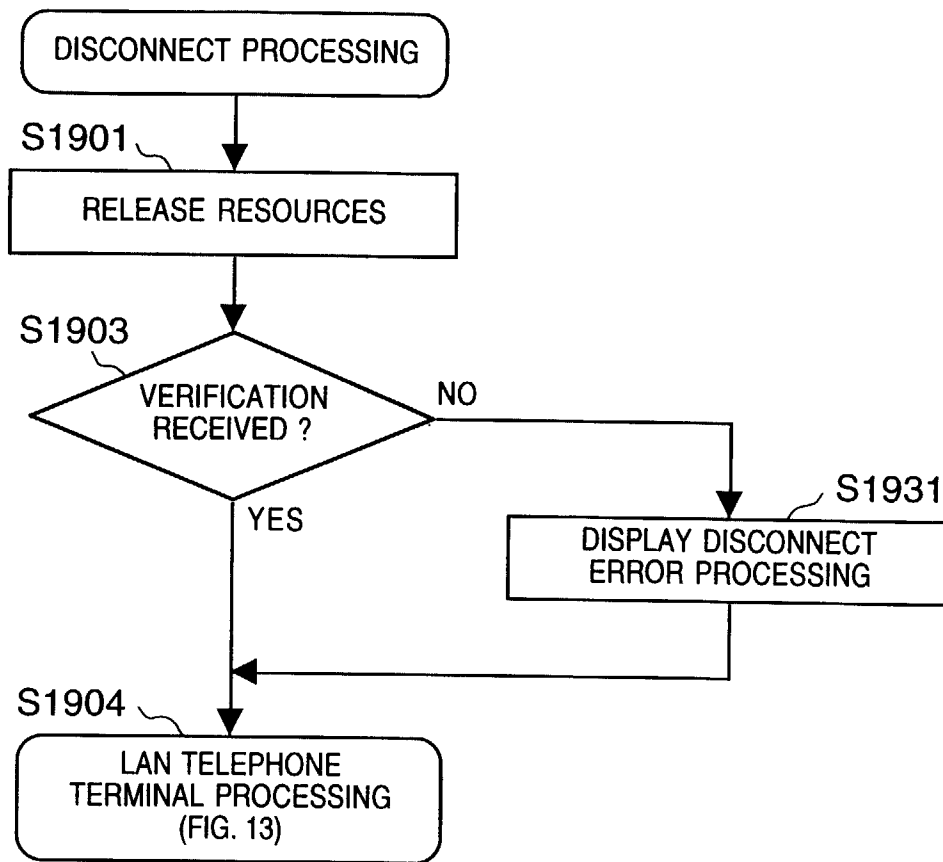 DISCONNECT PROCESSING
S1901
RELEASE RESOURCES
S1903
VERIFICATION
RECEIVED ?
NO
YES
S1931
DISPLAY DISCONNECT
ERROR PROCESSING
S1904
LAN TELEPHONE
TERMINAL PROCESSING
(FIG. 13)